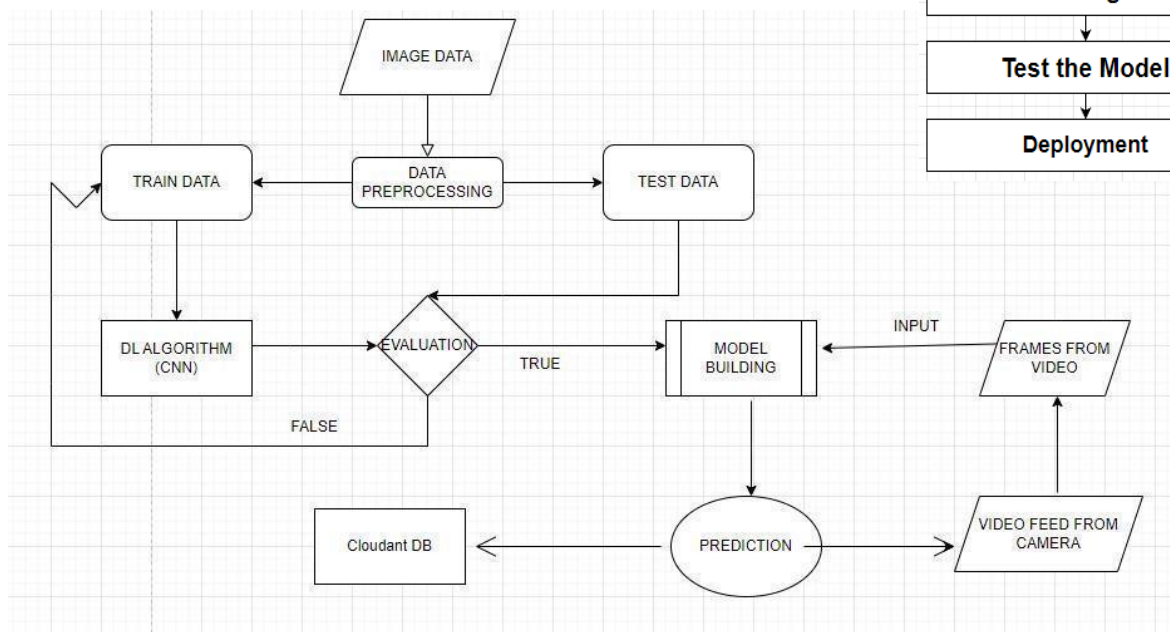 IMAGE DATA
Test the Model
Deployment
TRAIN DATA
DATA
PREPROCESSING
TEST DATA
DL ALGORITHM
(CNN)
EVALUATION
TRUE
FALSE
MODEL
BUILDING
INPUT
FRAMES FROM
VIDEO
Cloudant DB
PREDICTION
VIDEO FEED FROM
CAMERA